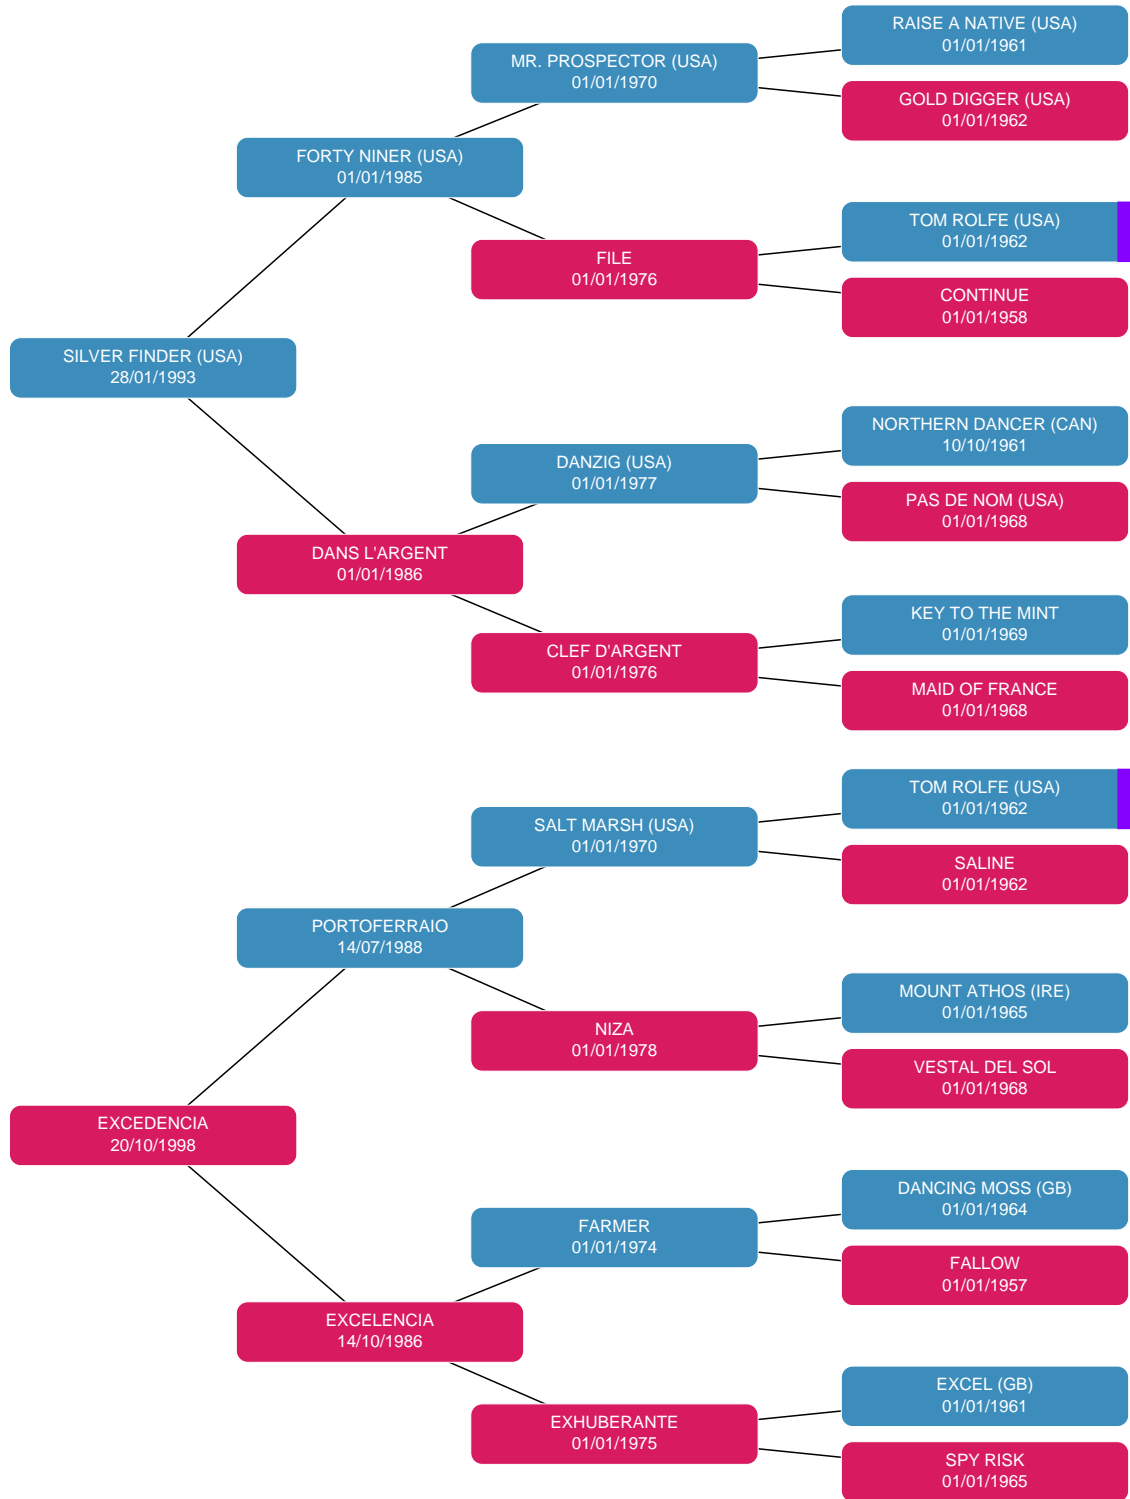 RAISE A NATIVE (USA)
01/01/1961
MR. PROSPECTOR (USA)
01/01/1970
GOLD DIGGER (USA)
01/01/1962
FORTY NINER (USA)
01/01/1985
TOM ROLFE (USA)
01/01/1962
FILE
01/01/1976
CONTINUE
01/01/1958
SILVER FINDER (USA)
28/01/1993
NORTHERN DANCER (CAN)
10/10/1961
DANZIG (USA)
01/01/1977
PAS DE NOM (USA)
01/01/1968
DANS L'ARGENT
01/01/1986
KEY TO THE MINT
01/01/1969
CLEF D'ARGENT
01/01/1976
MAID OF FRANCE
01/01/1968
TOM ROLFE (USA)
01/01/1962
SALT MARSH (USA)
01/01/1970
SALINE
01/01/1962
PORTOFERRAIO
14/07/1988
MOUNT ATHOS (IRE)
01/01/1965
NIZA
01/01/1978
VESTAL DEL SOL
01/01/1968
EXCEDENCIA
20/10/1998
DANCING MOSS (GB)
01/01/1964
FARMER
01/01/1974
FALLOW
01/01/1957
EXCELENCIA
14/10/1986
EXCEL (GB)
01/01/1961
EXHUBERANTE
01/01/1975
SPY RISK
01/01/1965